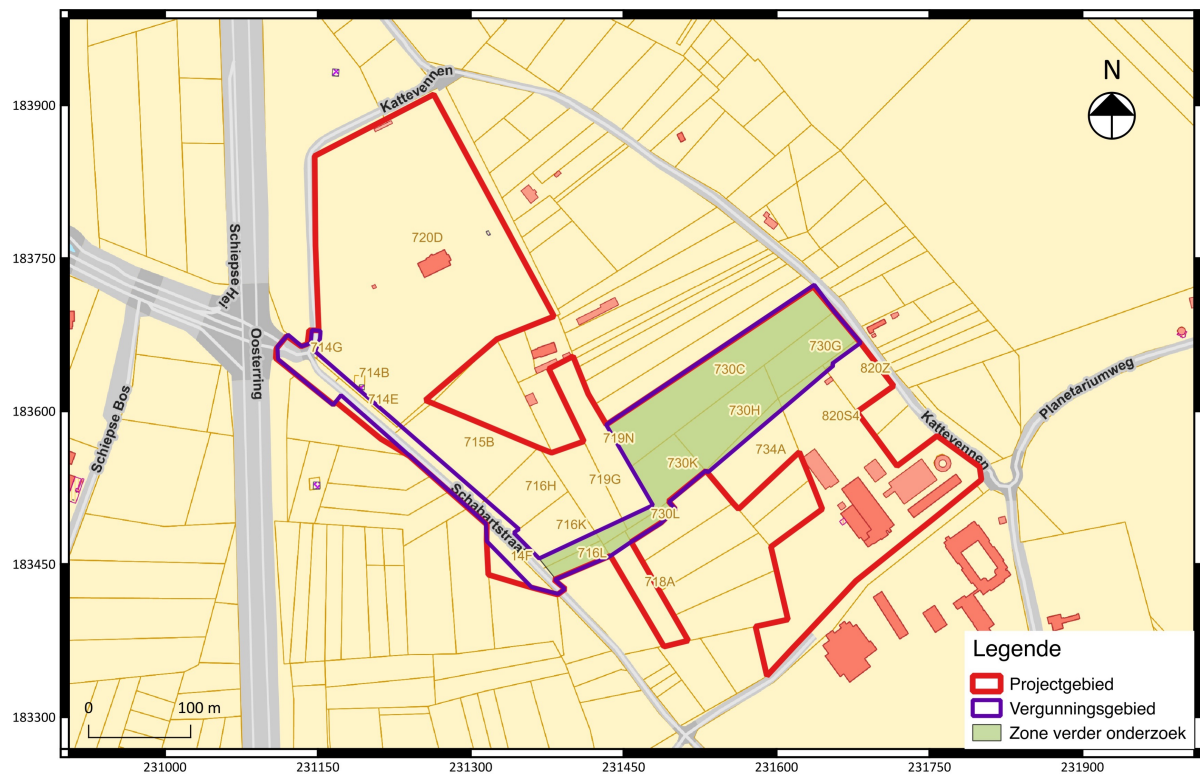 183900
183750
183600
183450
183300
231000
231150
231300
231450
231600
231750
231900
N
Kattevennen
Schiepse Hei
Oosterring
Schiepse Bos
Schabartstraat
Kattevennen
Planetariumweg
720D
714G
714B
714E
715B
716H
716K
14F
716L
718A
719N
719G
730C
730G
730H
730K
730L
734A
820Z
820S4
0 100 m
Legende
Projectgebied
Vergunningsgebied
Zone verder onderzoek